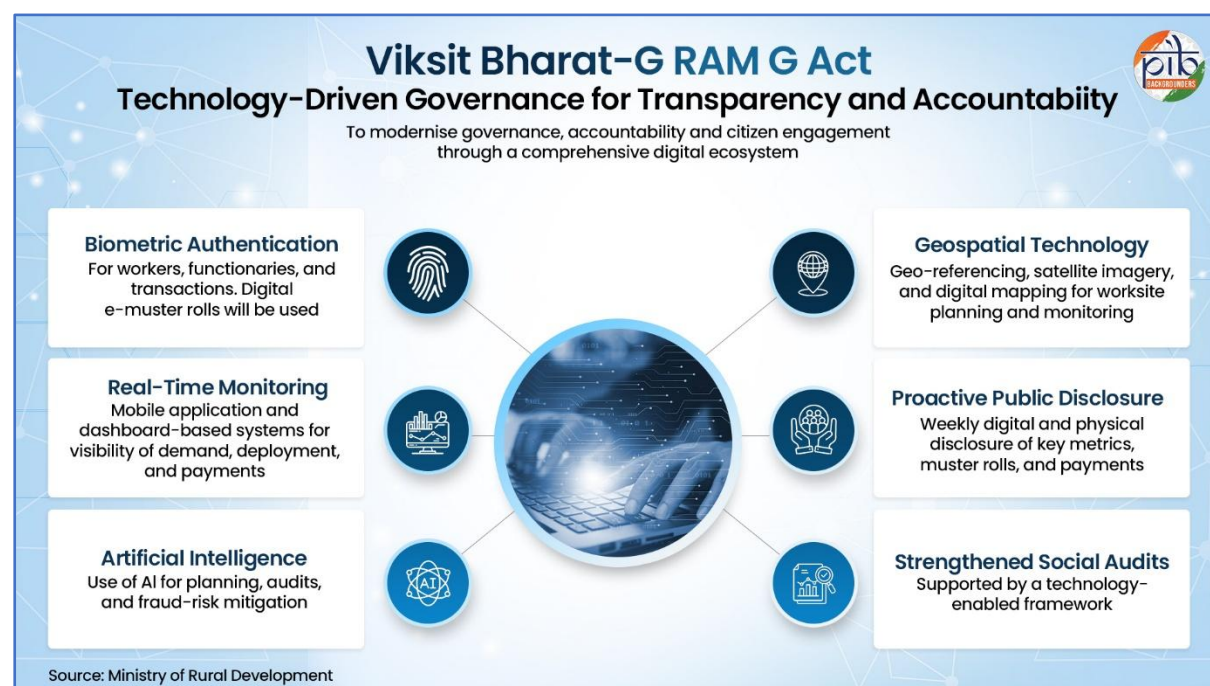 Viksit Bharat-G RAM G Act
Technology-Driven Governance for Transparency and Accountabiity
To modernise governance, accountability and citizen engagement
through a comprehensive digital ecosystem
pib
BACKGROUNDERS
Biometric Authentication
For workers, functionaries, and
transactions. Digital
e-muster rolls will be used
Real-Time Monitoring
Mobile application and
dashboard-based systems for
visibility of demand, deployment,
and payments
Artificial Intelligence
Use of AI for planning, audits,
and fraud-risk mitigation
AI
Geospatial Technology
Geo-referencing, satellite imagery,
and digital mapping for worksite
planning and monitoring
Proactive Public Disclosure
Weekly digital and physical
disclosure of key metrics,
muster rolls, and payments
Strengthened Social Audits
Supported by a technology-
enabled framework
Source: Ministry of Rural Development